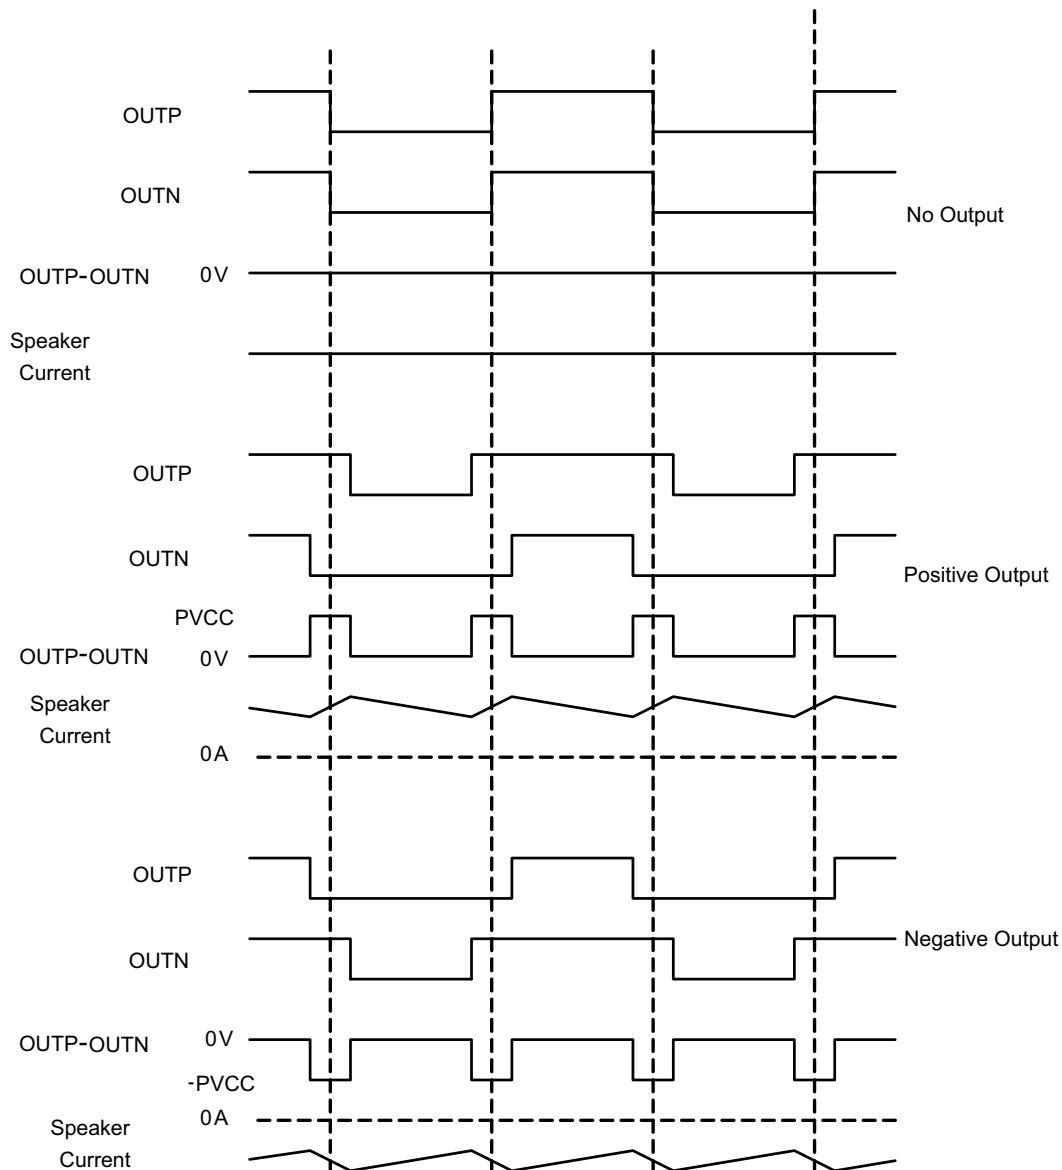 OUTP
OUTN
No Output
OUTP-OUTN 0V
Speaker
Current
OUTP
OUTN
Positive Output
PVCC
OUTP-OUTN 0V
Speaker
Current
0A
OUTP
Negative Output
OUTN
0V
OUTP-OUTN
-PVCC
0A
Speaker
Current